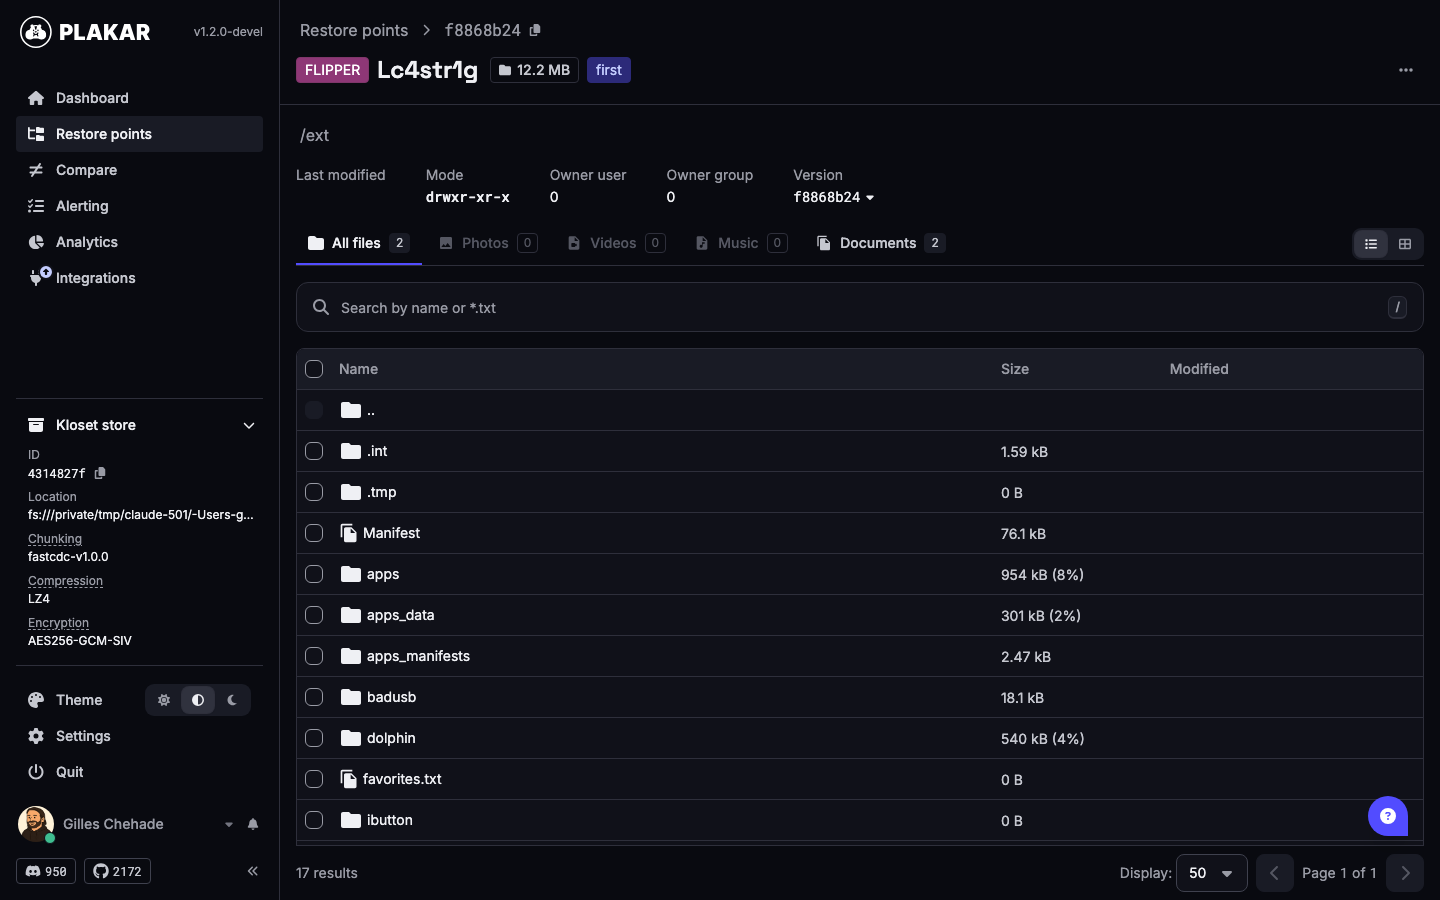 PLAKAR
v1.2.0-devel
Dashboard
Restore points
Compare
Alerting
Analytics
Integrations
Kloset store
ID
4314827f
Location
fs:///private/tmp/claude-501/-Users-g...
Chunking
fastcdc-v1.0.0
Compression
LZ4
Encryption
AES256-GCM-SIV
Theme
Settings
Quit
Gilles Chehade
950
2172
Restore points > f8868b24
FLIPPER Lc4str1g 12.2 MB first
/ext
Last modified Mode Owner user Owner group Version
drwxr-xr-x 0 0 f8868b24
All files 2 Photos 0 Videos 0 Music 0 Documents 2
Search by name or *.txt /
Name Size Modified
..
.int 1.59 kB
.tmp 0 B
Manifest 76.1 kB
apps 954 kB (8%)
apps_data 301 kB (2%)
apps_manifests 2.47 kB
badusb 18.1 kB
dolphin 540 kB (4%)
favorites.txt 0 B
ibutton 0 B
?
17 results Display: 50 Page 1 of 1